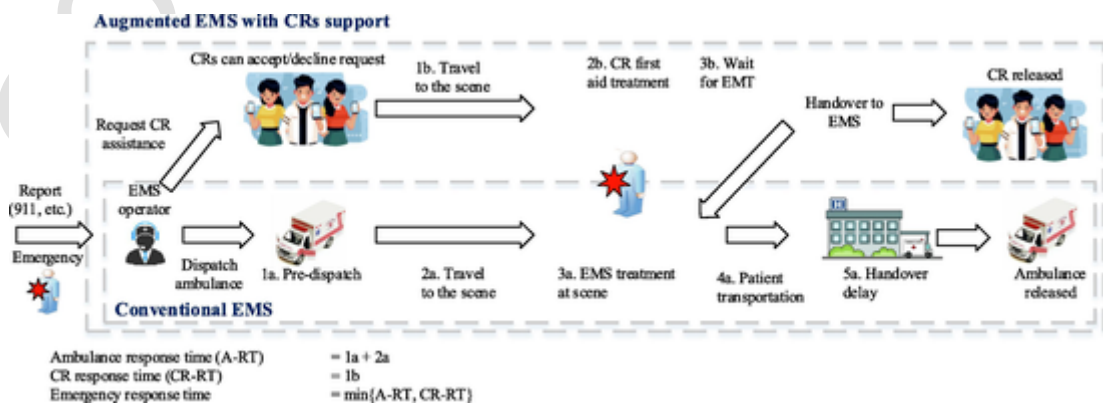 Augmented EMS with CRs support
CRs can accept/decline request
1b. Travel
to the scene
2b. CR first
aid treatment
3b. Wait
for EMT
CR released
Handover to
EMS
Request CR
assistance
Report
(911, etc.)
Emergency
EMS
operator
Dispatch
ambulance
1a. Pre-dispatch
2a. Travel
to the scene
3a. EMS treatment
at scene
4a. Patient
transportation
H
5a. Handover
delay
Ambulance
released
Conventional EMS
Ambulance response time (A-RT) = 1a + 2a
CR response time (CR-RT) = 1b
Emergency response time = min{A-RT, CR-RT}